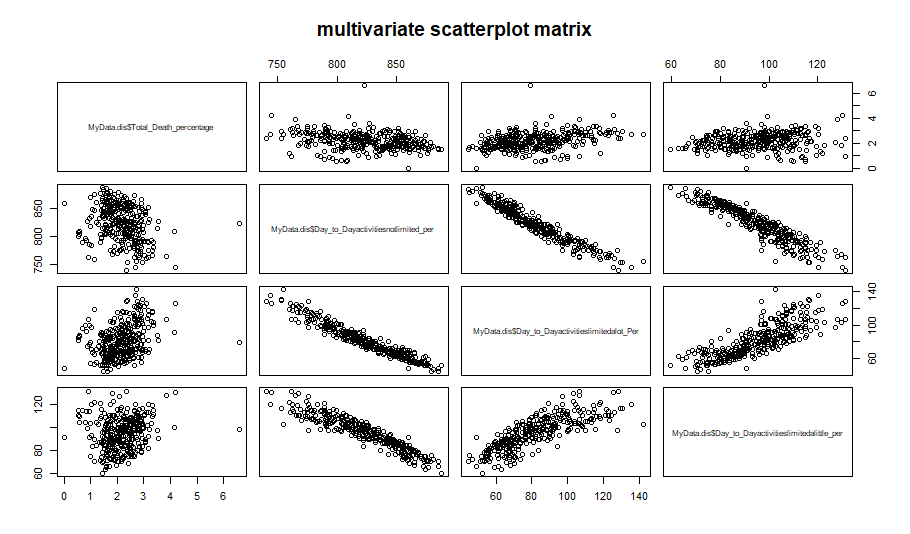 multivariate scatterplot matrix
750 800 850
60 80 100 120
MyData.dis$Total_Death_percentage
0 2 4 6
750 800 850
MyData.dis$Day_to_Dayactivitiesnotlimited_per
MyData.dis$Day_to_Dayactivitieslimitedalot_Per
60 100 140
60 80 100 120
MyData.dis$Day_to_Dayactivitieslimitedalittle_per
0 1 2 3 4 5 6
60 80 100 120 140